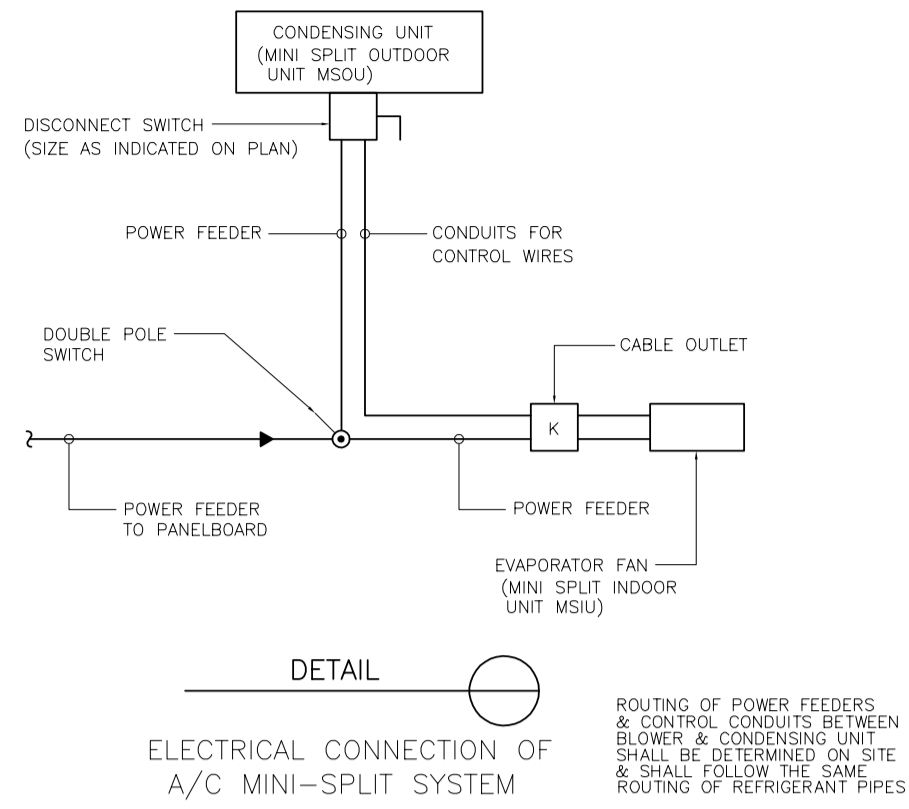 CONDENSING UNIT
(MINI SPLIT OUTDOOR
UNIT MSOU)
DISCONNECT SWITCH
(SIZE AS INDICATED ON PLAN)
POWER FEEDER
CONDUITS FOR
CONTROL WIRES
DOUBLE POLE
SWITCH
CABLE OUTLET
K
POWER FEEDER
TO PANELBOARD
POWER FEEDER
EVAPORATOR FAN
(MINI SPLIT INDOOR
UNIT MSIU)
DETAIL
ELECTRICAL CONNECTION OF
A/C MINI-SPLIT SYSTEM
ROUTING OF POWER FEEDERS
& CONTROL CONDUITS BETWEEN
BLOWER & CONDENSING UNIT
SHALL BE DETERMINED ON SITE
& SHALL FOLLOW THE SAME
ROUTING OF REFRIGERANT PIPES